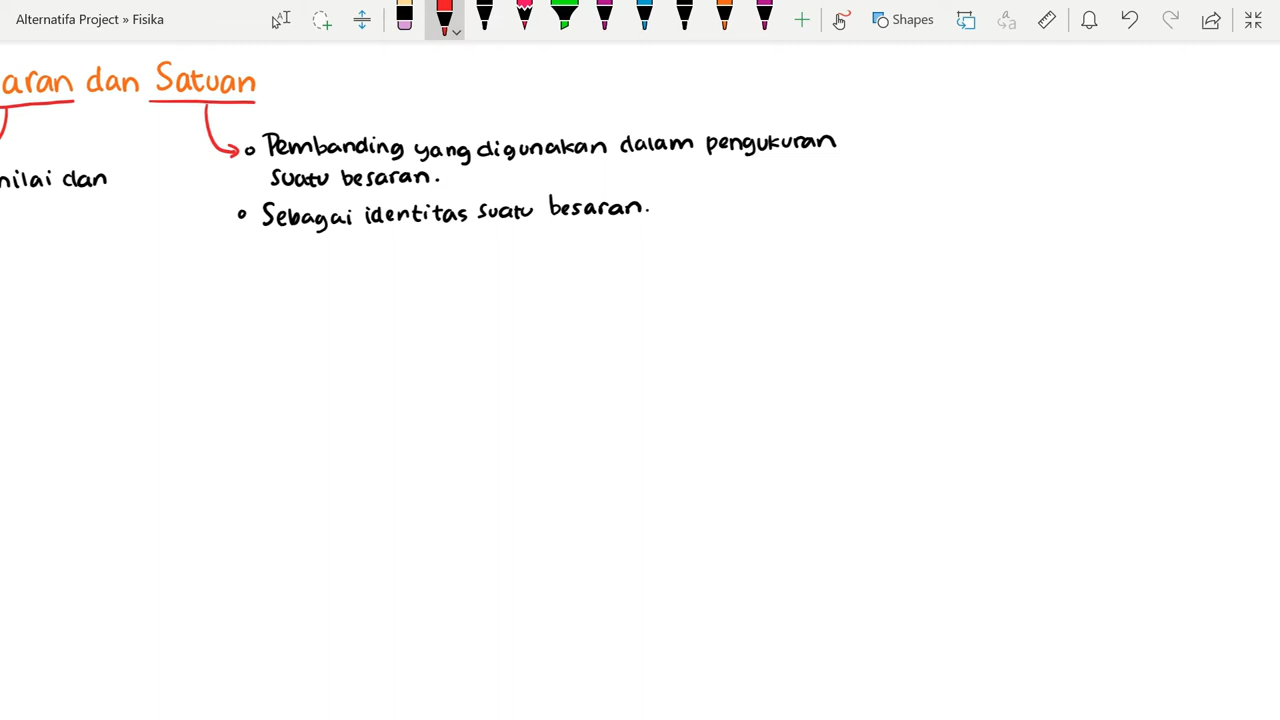 Alternatifa Project » Fisika
Shapes
aran dan Satuan
Pembanding yang digunakan dalam pengukuran
suatu besaran.
nilai dan
Sebagai identitas suatu besaran.